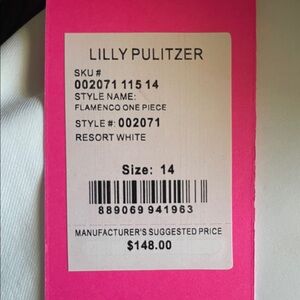 LILLY PULITZER
SKU #
002071 115 14
STYLE NAME:
FLAMENCO ONE PIECE
STYLE #: 002071
RESORT WHITE
Size: 14
889069 941963
MANUFACTURER'S SUGGESTED PRICE
$148.00